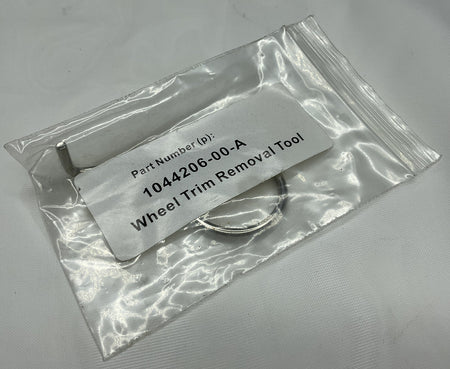 Part Number(p):
1044206-00-A
Wheel Trim Removal Tool